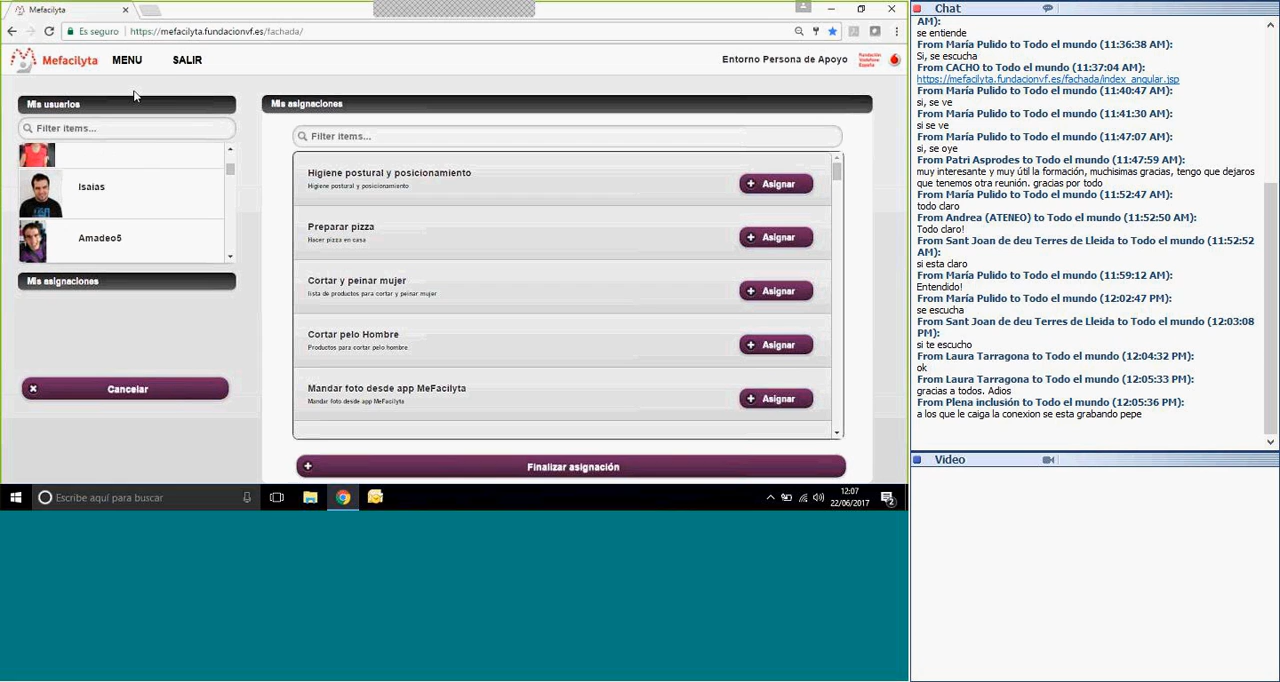 Mefacilyta
Es seguro
https://mefacilyta.fundacionvf.es/fachada/
Mefacilyta
MENU
SALIR
Entorno Persona de Apoyo
Fundación
Vodafone
España
Mis usuarios
Filter items...
Isaias
Amadeo5
Mis asignaciones
Cancelar
Mis asignaciones
Filter items...
Higiene postural y posicionamiento
Higiene postural y posicionamiento
Asignar
Preparar pizza
Hacer pizza en casa
Asignar
Cortar y peinar mujer
lista de productos para cortar y peinar mujer
Asignar
Cortar pelo Hombre
Productos para cortar pelo hombre
Asignar
Mandar foto desde app MeFacilyta
Mandar foto desde app MeFacilyta
Asignar
Finalizar asignación
Escribe aquí para buscar
12:07
22/06/2017
2
Chat
AM):
se entiende
From María Pulido to Todo el mundo (11:36:38 AM):
Si, se escucha
From CACHO to Todo el mundo (11:37:04 AM):
https://mefacilyta.fundacionvf.es/fachada/index_angular.jsp
From María Pulido to Todo el mundo (11:40:47 AM):
si, se ve
From María Pulido to Todo el mundo (11:41:30 AM):
si se ve
From María Pulido to Todo el mundo (11:47:07 AM):
si, se oye
From Patri Asprodes to Todo el mundo (11:47:59 AM):
muy interesante y muy útil la formación, muchisimas gracias, tengo que dejaros
que tenemos otra reunión. gracias por todo
From María Pulido to Todo el mundo (11:52:47 AM):
todo claro
From Andrea (ATENEO) to Todo el mundo (11:52:50 AM):
Todo claro!
From Sant Joan de deu Terres de Lleida to Todo el mundo (11:52:52
AM):
si esta claro
From María Pulido to Todo el mundo (11:59:12 AM):
Entendido!
From María Pulido to Todo el mundo (12:02:47 PM):
se escucha
From Sant Joan de deu Terres de Lleida to Todo el mundo (12:03:08
PM):
si te escucho
From Laura Tarragona to Todo el mundo (12:04:32 PM):
ok
From Laura Tarragona to Todo el mundo (12:05:33 PM):
gracias a todos. Adios
From Plena inclusión to Todo el mundo (12:05:36 PM):
a los que le caiga la conexion se esta grabando pepe
Video